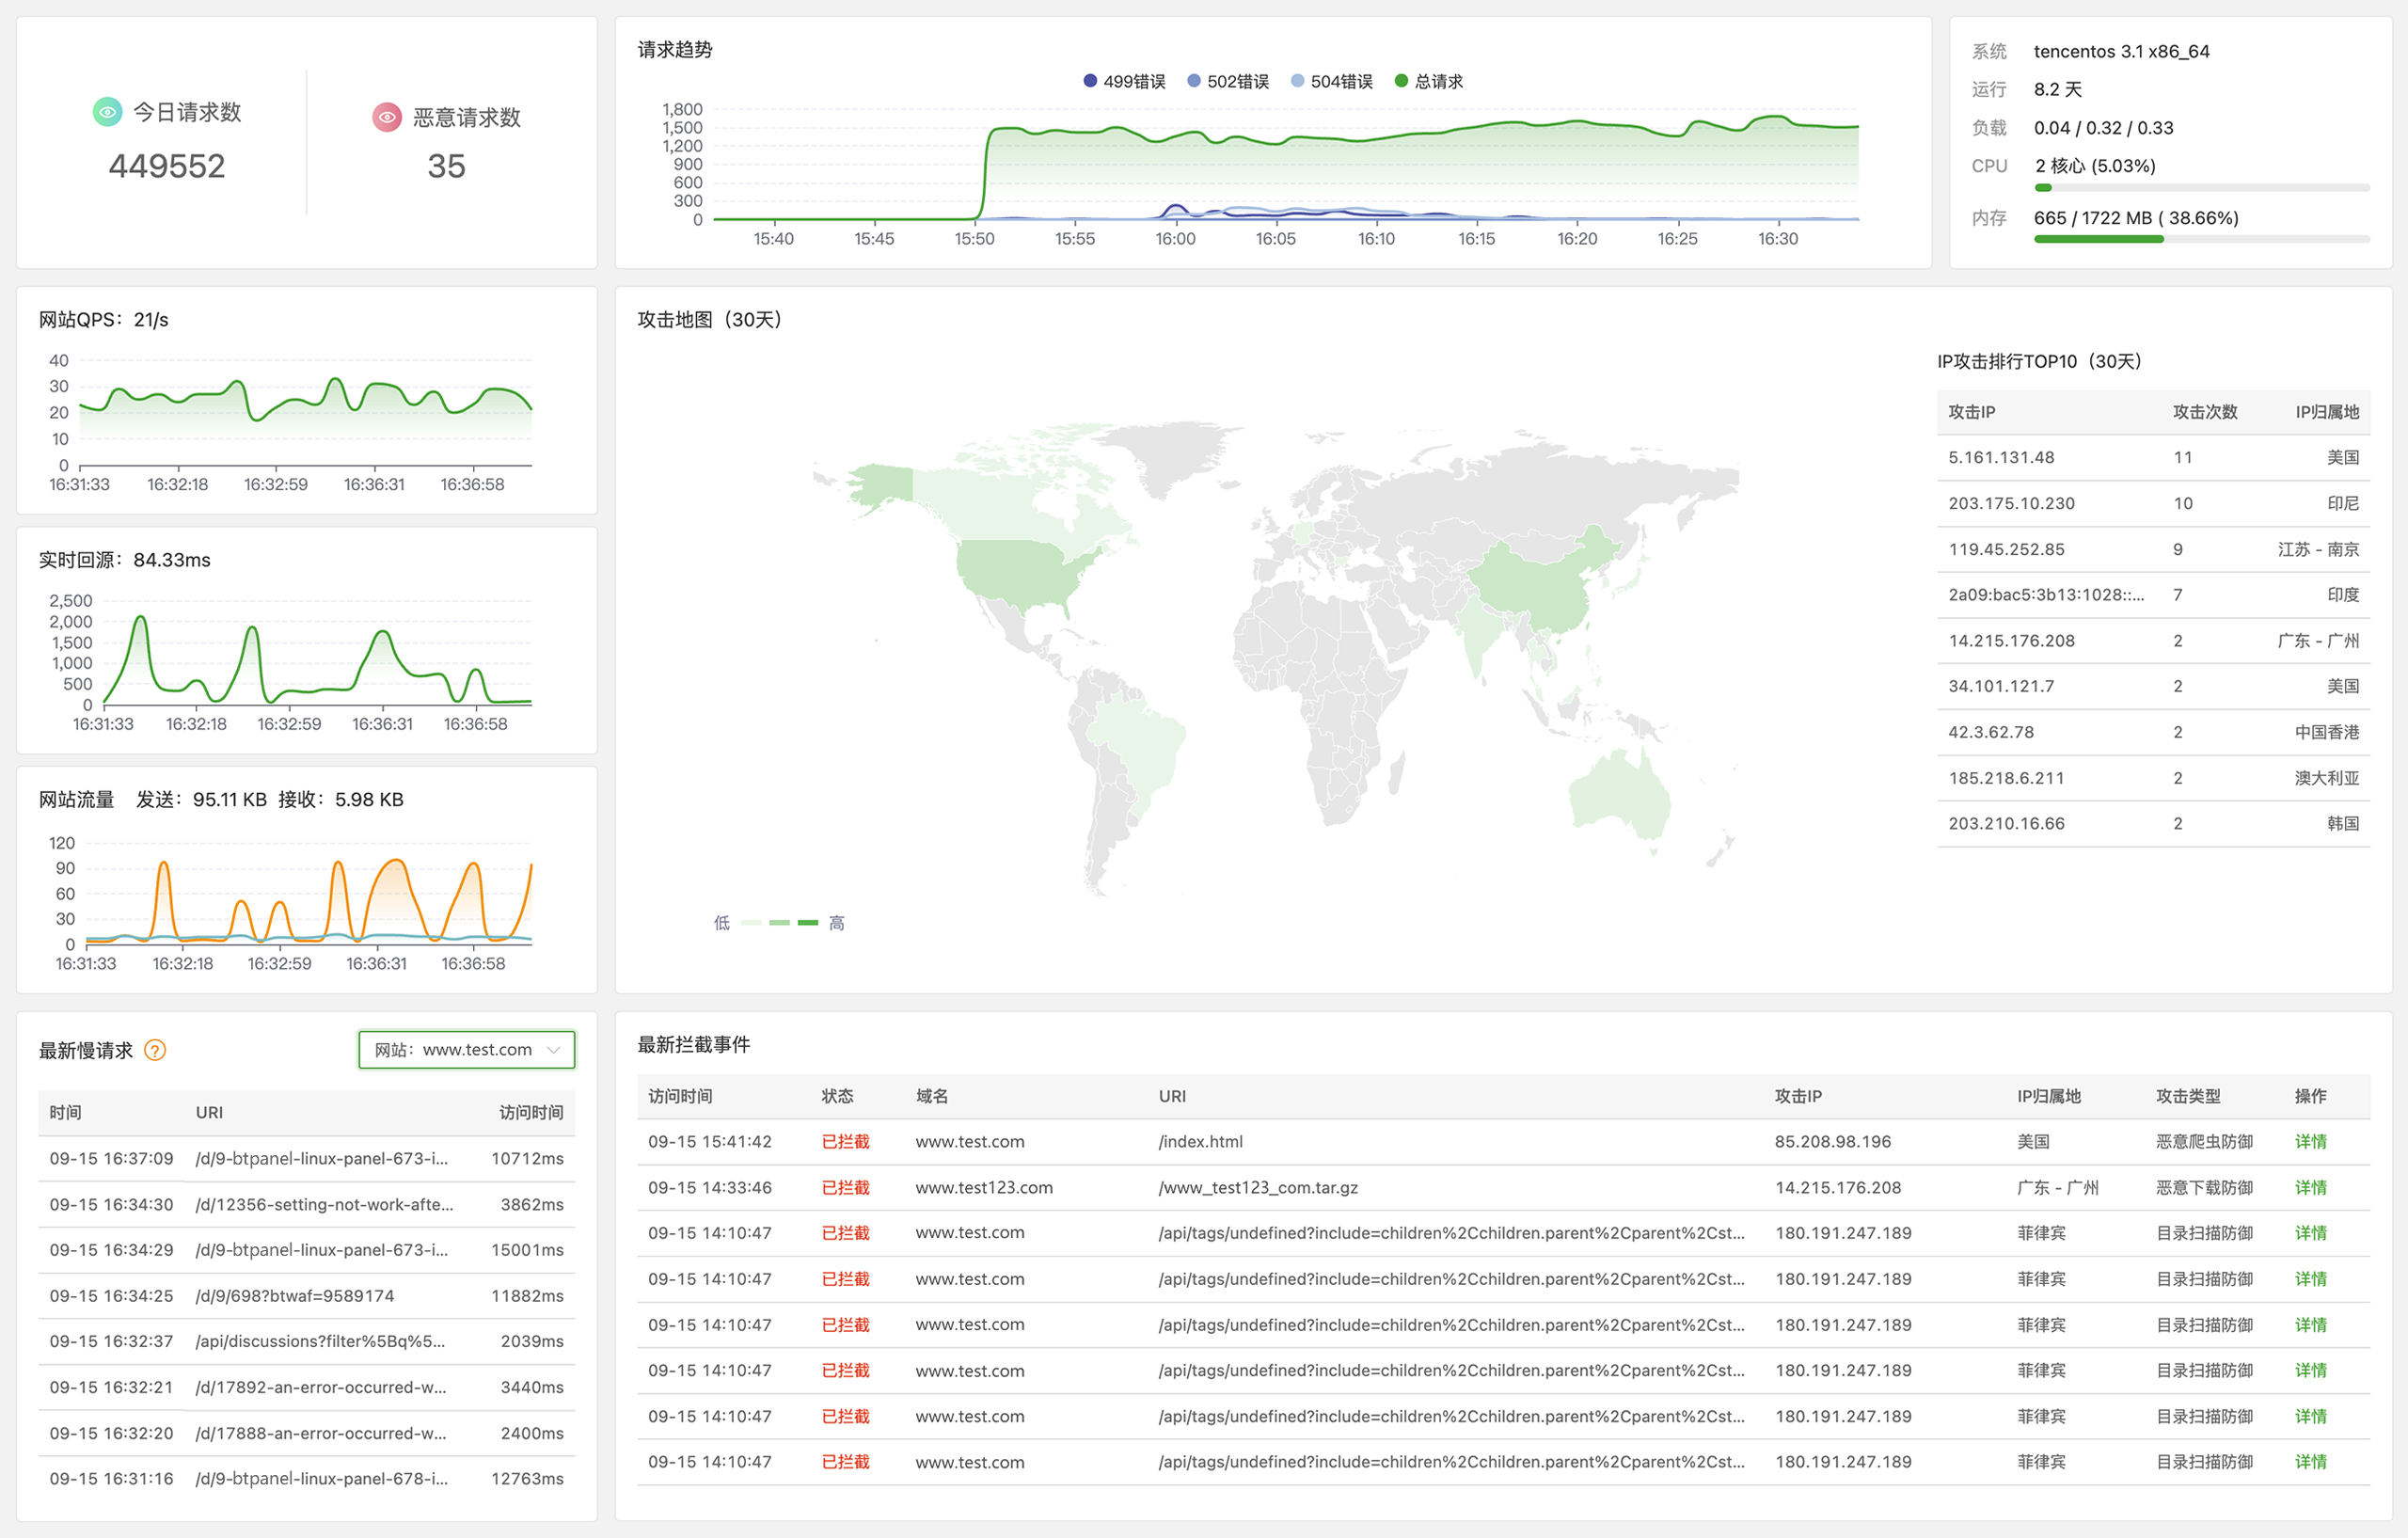 今日请求数
449552
恶意请求数
35
请求趋势
499错误 502错误 504错误 总请求
1,800
1,500
1,200
900
600
300
0
15:40 15:45 15:50 15:55 16:00 16:05 16:10 16:15 16:20 16:25 16:30
系统 tencentos 3.1 x86_64
运行 8.2 天
负载 0.04 / 0.32 / 0.33
CPU 2 核心 (5.03%)
内存 665 / 1722 MB ( 38.66%)
网站QPS：21/s
40
30
20
10
0
16:31:33 16:32:18 16:32:59 16:36:31 16:36:58
实时回源：84.33ms
2,500
2,000
1,500
1,000
500
0
16:31:33 16:32:18 16:32:59 16:36:31 16:36:58
网站流量 发送：95.11 KB 接收：5.98 KB
120
90
60
30
0
16:31:33 16:32:18 16:32:59 16:36:31 16:36:58
攻击地图（30天）
低 高
IP攻击排行TOP10（30天）
攻击IP 攻击次数 IP归属地
5.161.131.48 11 美国
203.175.10.230 10 印尼
119.45.252.85 9 江苏 - 南京
2a09:bac5:3b13:1028::... 7 印度
14.215.176.208 2 广东 - 广州
34.101.121.7 2 美国
42.3.62.78 2 中国香港
185.218.6.211 2 澳大利亚
203.210.16.66 2 韩国
最新慢请求 ? 网站：www.test.com
时间 URI 访问时间
09-15 16:37:09 /d/9-btpanel-linux-panel-673-i... 10712ms
09-15 16:34:30 /d/12356-setting-not-work-afte... 3862ms
09-15 16:34:29 /d/9-btpanel-linux-panel-673-i... 15001ms
09-15 16:34:25 /d/9/698?btwaf=9589174 11882ms
09-15 16:32:37 /api/discussions?filter%5Bq%5... 2039ms
09-15 16:32:21 /d/17892-an-error-occurred-w... 3440ms
09-15 16:32:20 /d/17888-an-error-occurred-w... 2400ms
09-15 16:31:16 /d/9-btpanel-linux-panel-678-i... 12763ms
最新拦截事件
访问时间 状态 域名 URI 攻击IP IP归属地 攻击类型 操作
09-15 15:41:42 已拦截 www.test.com /index.html 85.208.98.196 美国 恶意爬虫防御 详情
09-15 14:33:46 已拦截 www.test123.com /www_test123_com.tar.gz 14.215.176.208 广东 - 广州 恶意下载防御 详情
09-15 14:10:47 已拦截 www.test.com /api/tags/undefined?include=children%2Cchildren.parent%2Cparent%2Cst... 180.191.247.189 菲律宾 目录扫描防御 详情
09-15 14:10:47 已拦截 www.test.com /api/tags/undefined?include=children%2Cchildren.parent%2Cparent%2Cst... 180.191.247.189 菲律宾 目录扫描防御 详情
09-15 14:10:47 已拦截 www.test.com /api/tags/undefined?include=children%2Cchildren.parent%2Cparent%2Cst... 180.191.247.189 菲律宾 目录扫描防御 详情
09-15 14:10:47 已拦截 www.test.com /api/tags/undefined?include=children%2Cchildren.parent%2Cparent%2Cst... 180.191.247.189 菲律宾 目录扫描防御 详情
09-15 14:10:47 已拦截 www.test.com /api/tags/undefined?include=children%2Cchildren.parent%2Cparent%2Cst... 180.191.247.189 菲律宾 目录扫描防御 详情
09-15 14:10:47 已拦截 www.test.com /api/tags/undefined?include=children%2Cchildren.parent%2Cparent%2Cst... 180.191.247.189 菲律宾 目录扫描防御 详情